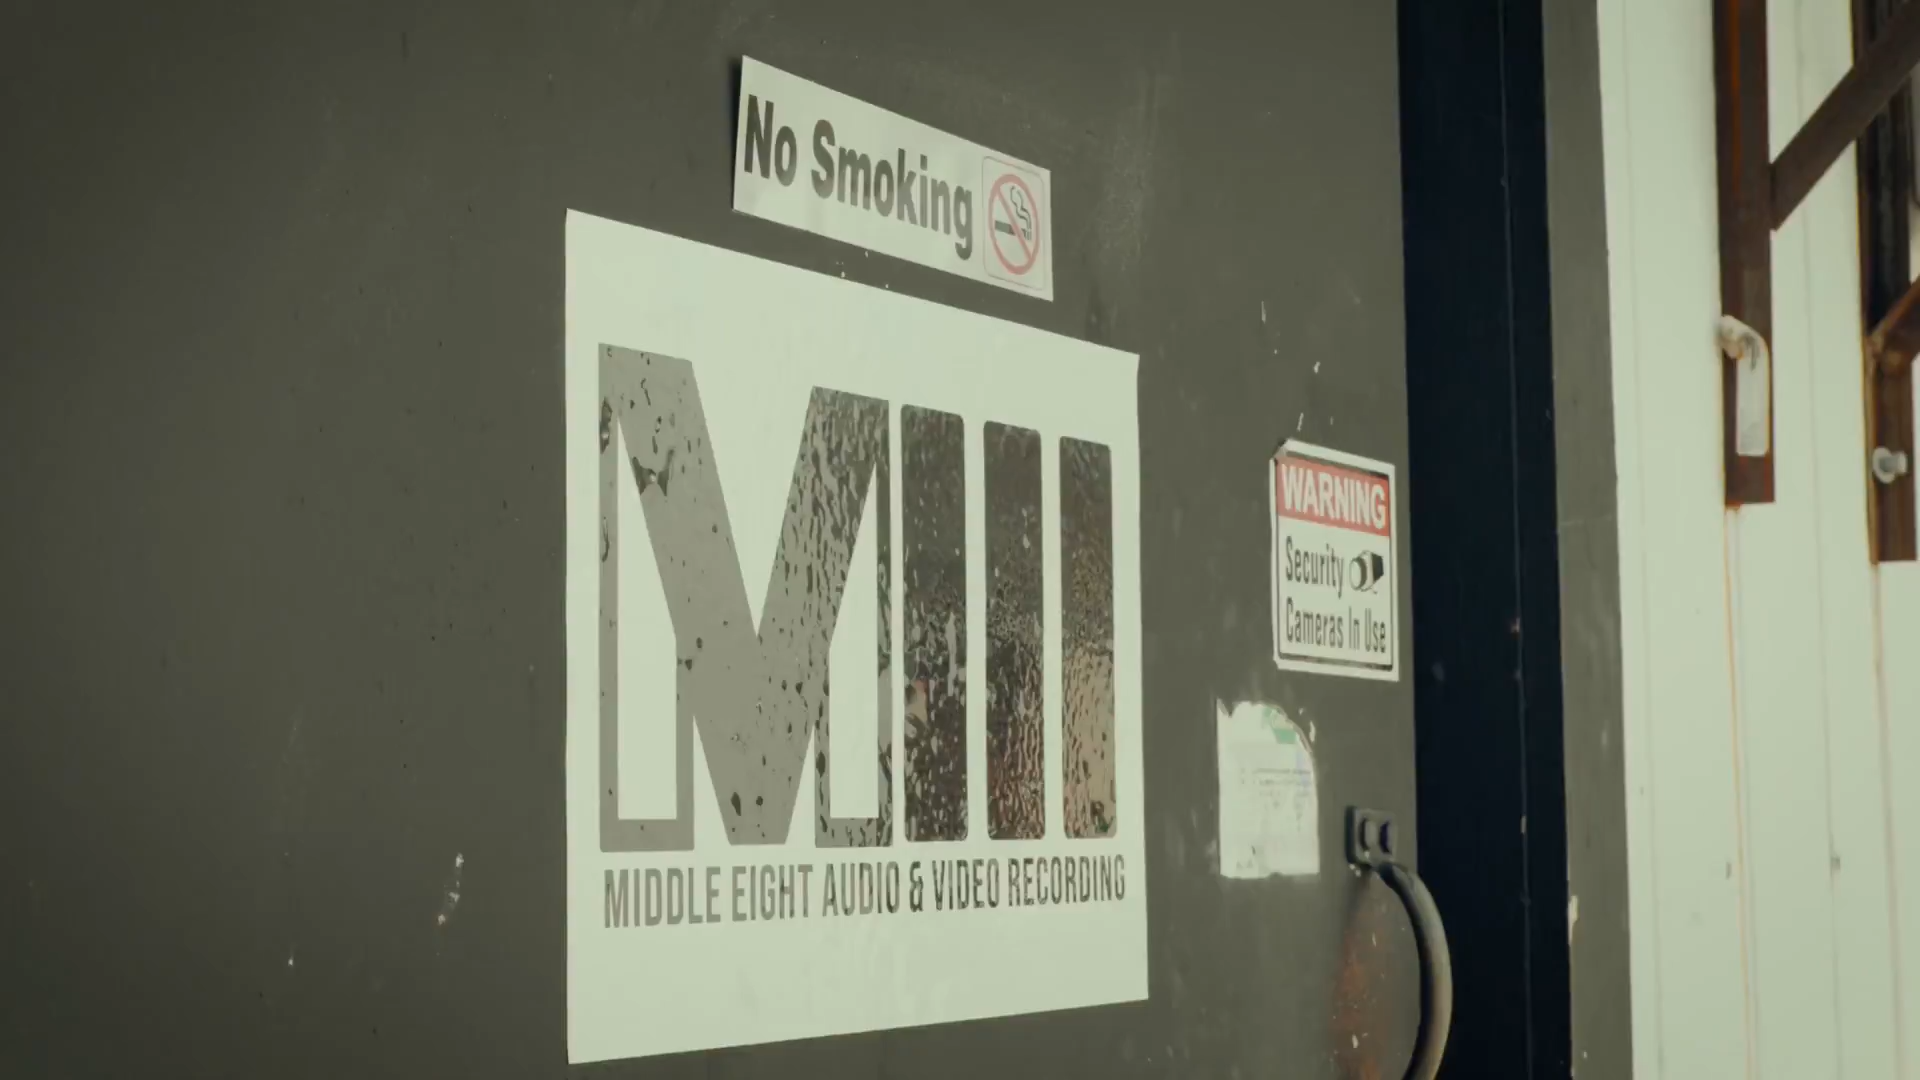 No Smoking
MIII
MIDDLE EIGHT AUDIO & VIDEO RECORDING
WARNING
Security
Cameras In Use